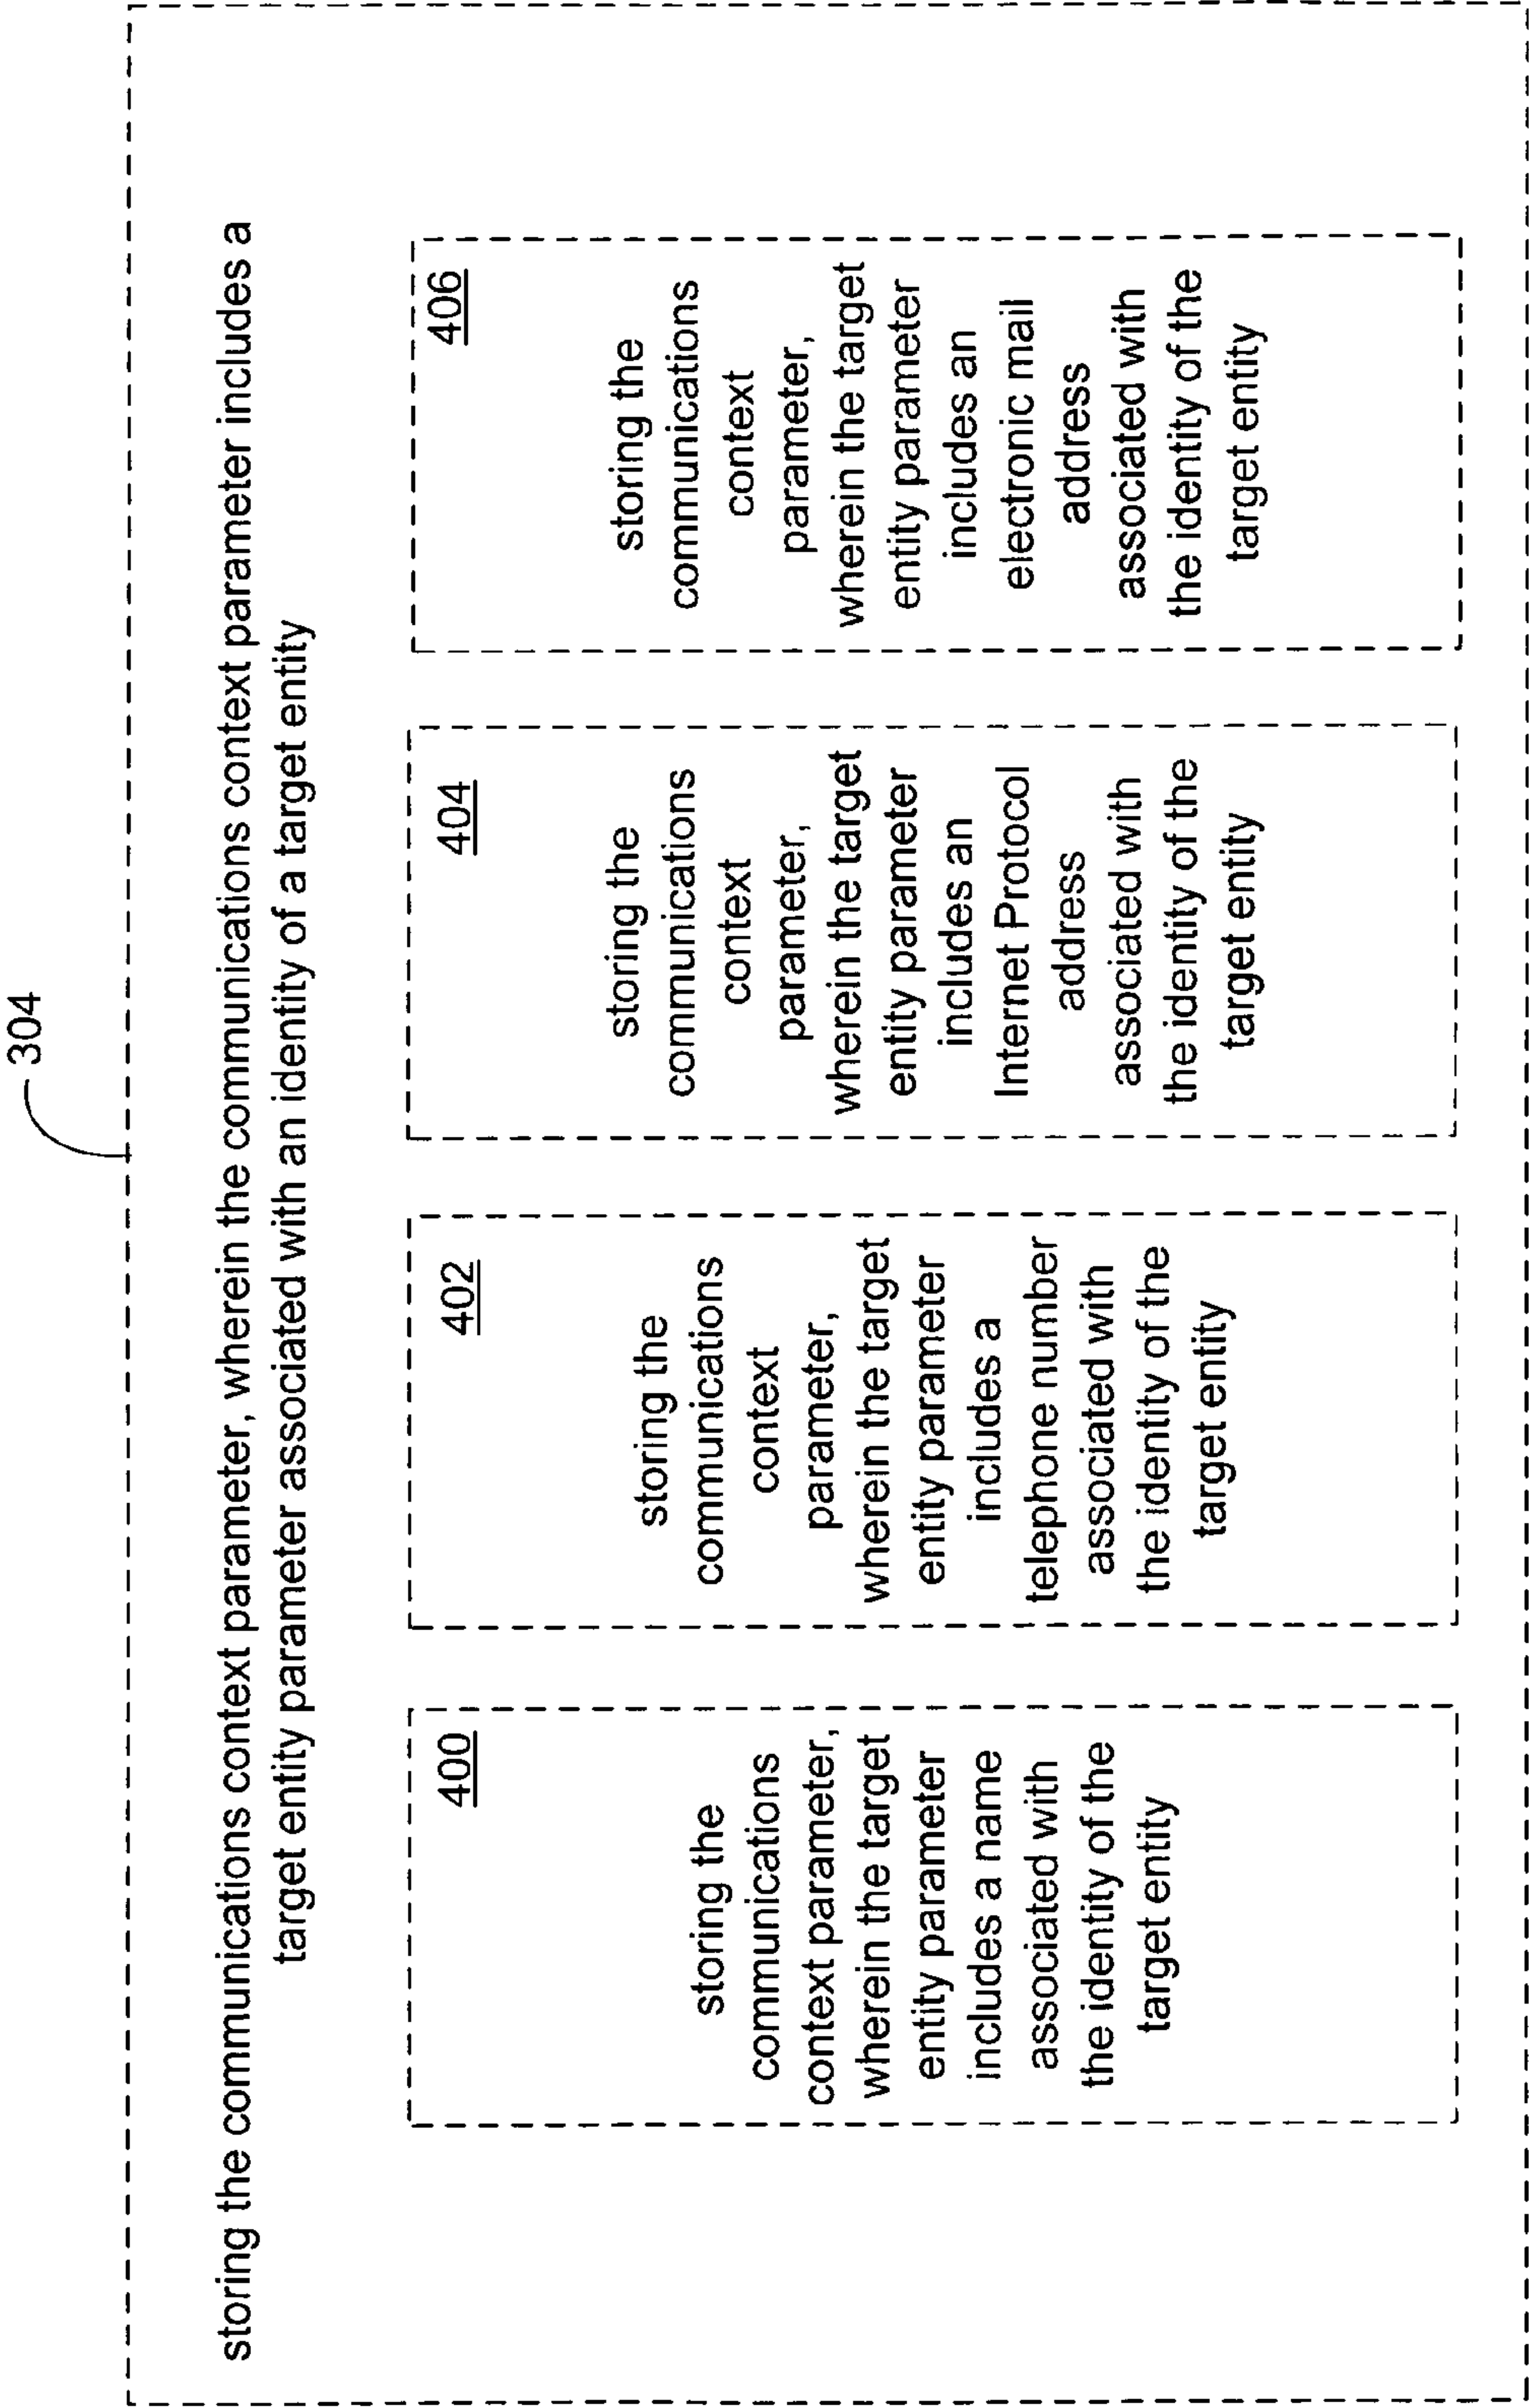 304
storing the communications context parameter, wherein the communications context parameter includes a
target entity parameter associated with an identity of a target entity
400
storing the
communications
context parameter,
wherein the target
entity parameter
includes a name
associated with
the identity of the
target entity
402
storing the
communications
context
parameter,
wherein the target
entity parameter
includes a
telephone number
associated with
the identity of the
target entity
404
storing the
communications
context
parameter,
wherein the target
entity parameter
includes an
Internet Protocol
address
associated with
the identity of the
target entity
406
storing the
communications
context
parameter,
wherein the target
entity parameter
includes an
electronic mail
address
associated with
the identity of the
target entity